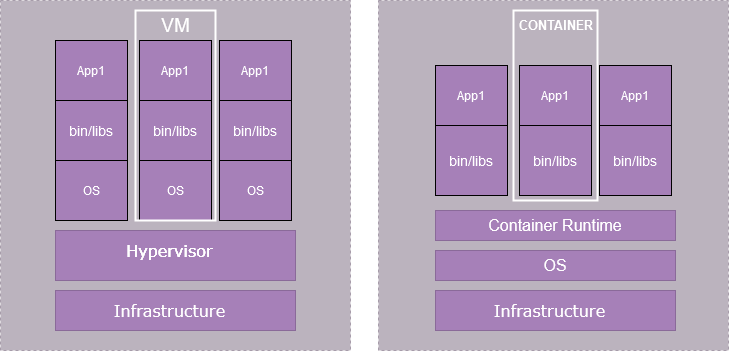 VM
App1
App1
App1
bin/libs
bin/libs
bin/libs
OS
OS
OS
Hypervisor
Infrastructure
CONTAINER
App1
App1
App1
bin/libs
bin/libs
bin/libs
Container Runtime
OS
Infrastructure